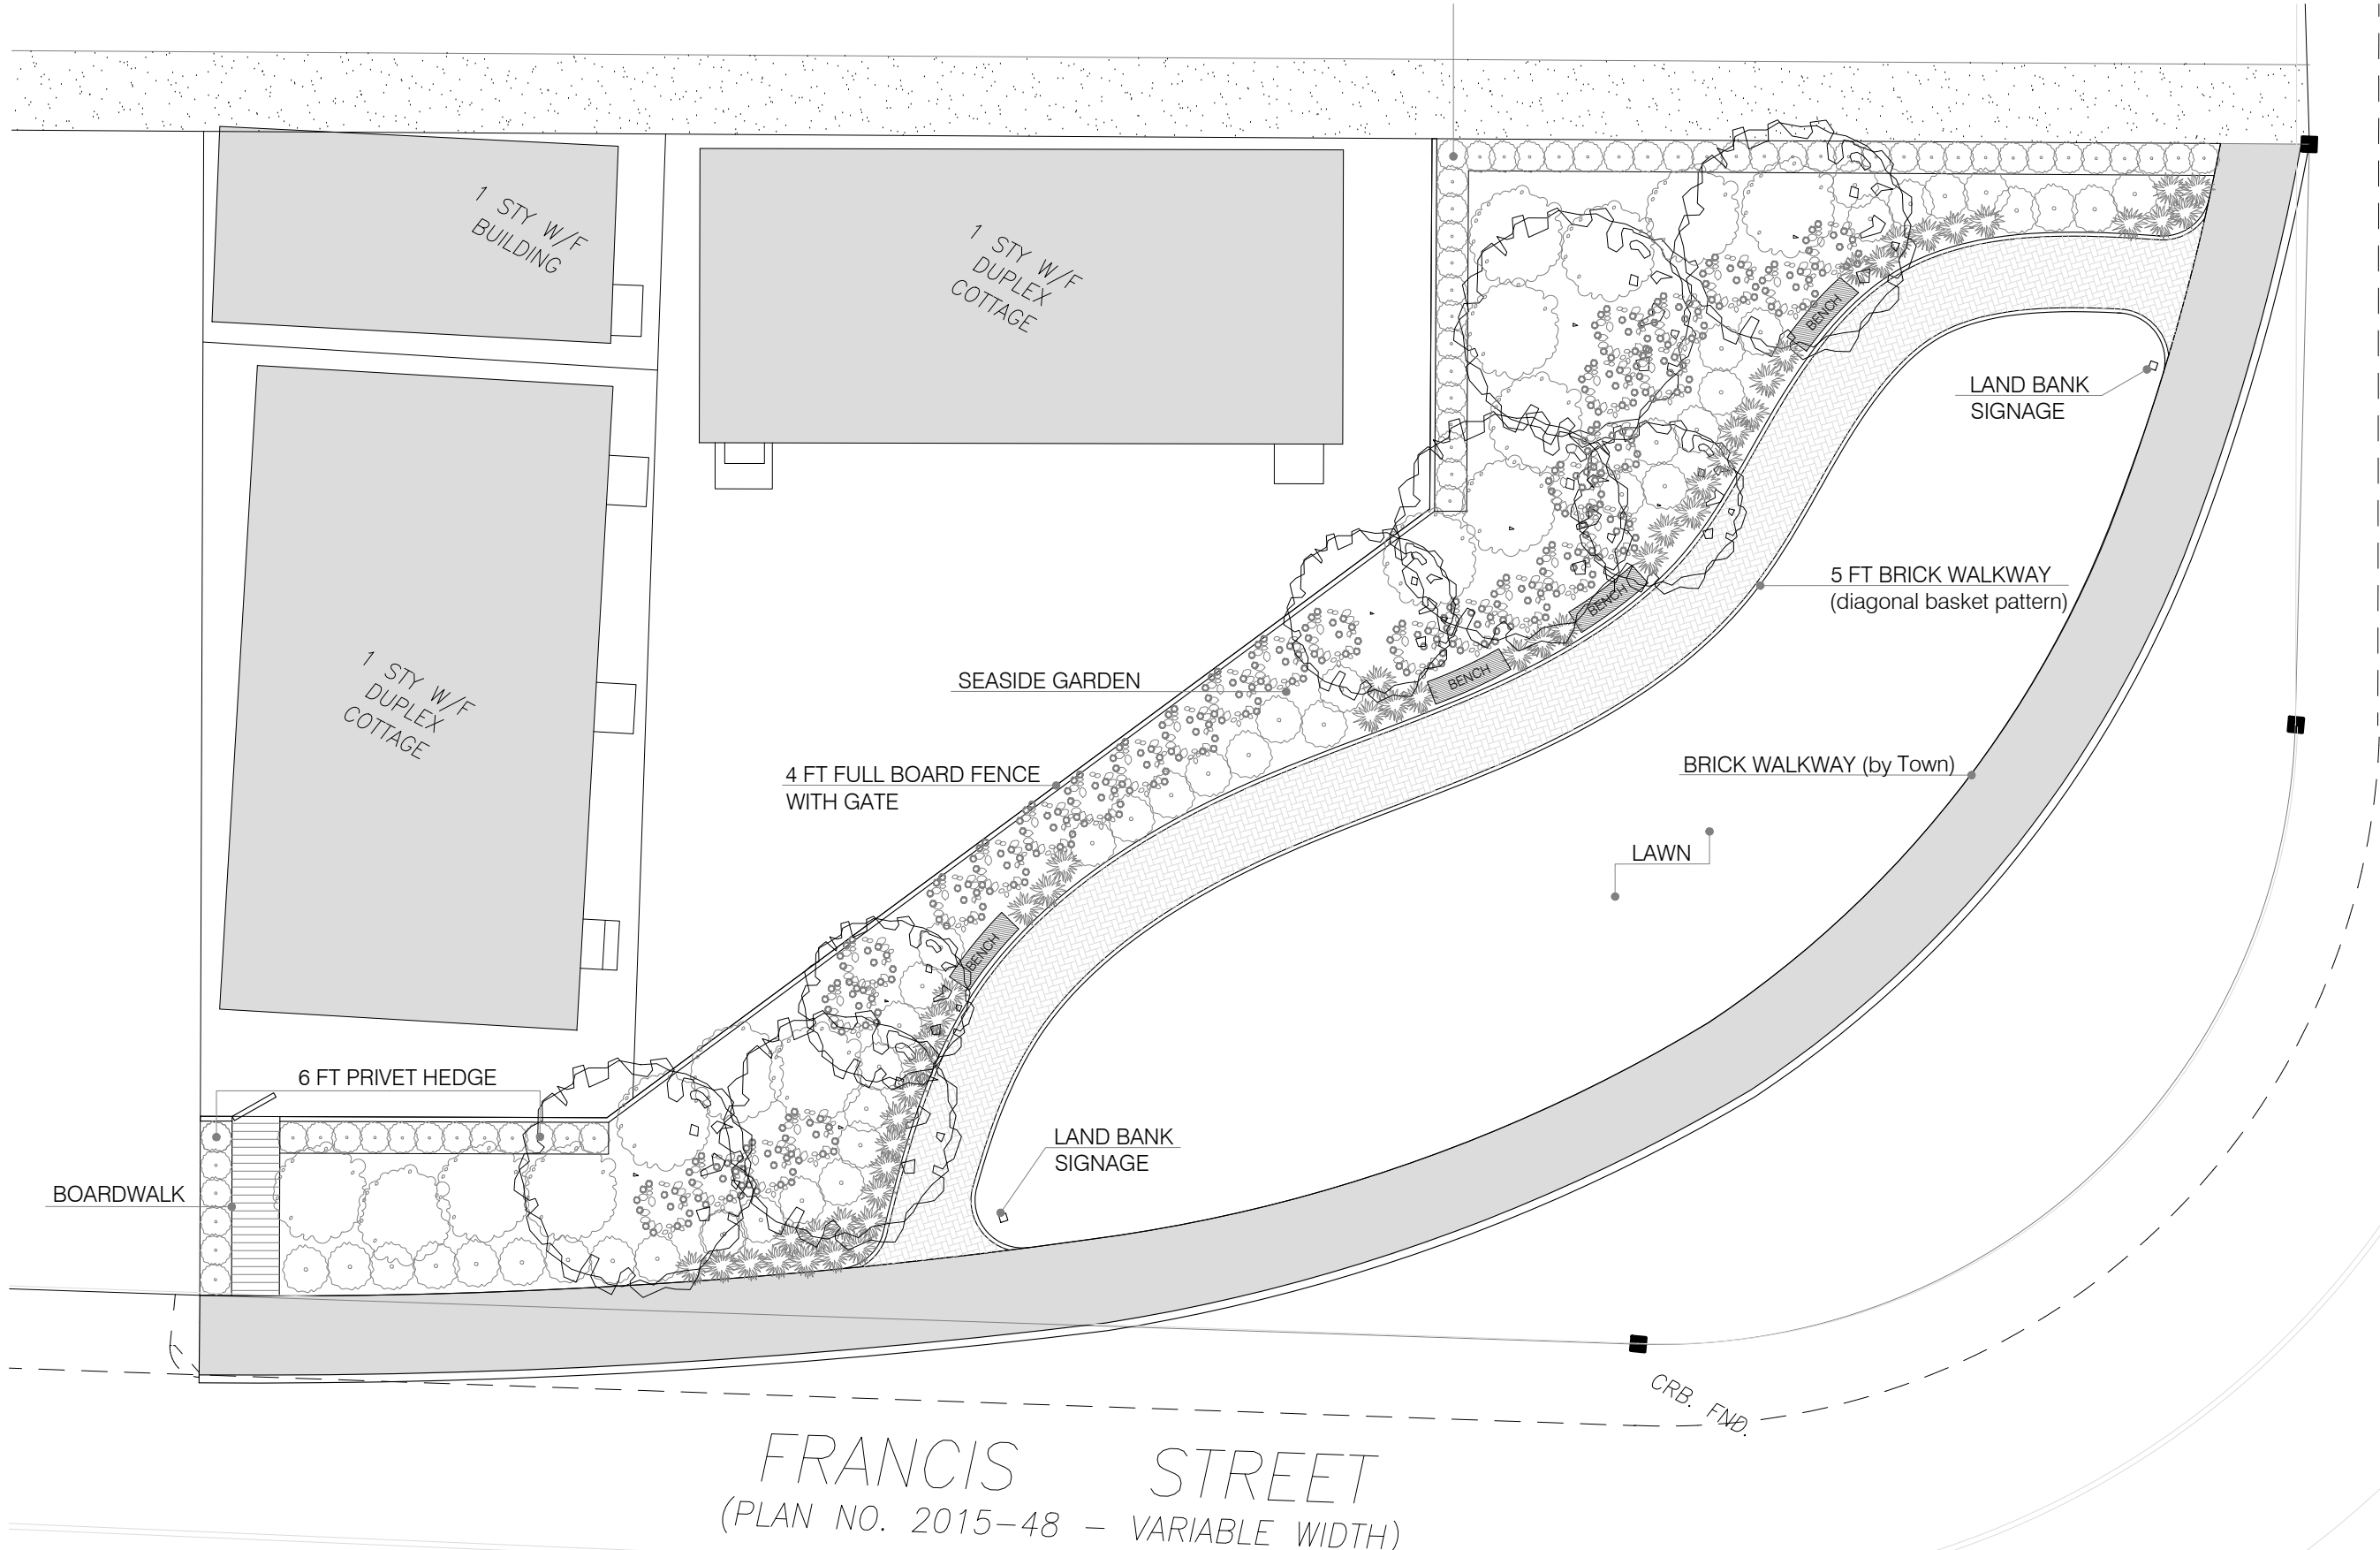 1 STY W/F
BUILDING
1 STY W/F
DUPLEX
COTTAGE
BENCH
LAND BANK
SIGNAGE
5 FT BRICK WALKWAY
(diagonal basket pattern)
BENCH
BENCH
SEASIDE GARDEN
1 STY W/F
DUPLEX
COTTAGE
4 FT FULL BOARD FENCE
WITH GATE
BRICK WALKWAY (by Town)
LAWN
BENCH
6 FT PRIVET HEDGE
LAND BANK
SIGNAGE
BOARDWALK
CRB. FND.
FRANCIS STREET
(PLAN NO. 2015-48 - VARIABLE WIDTH)